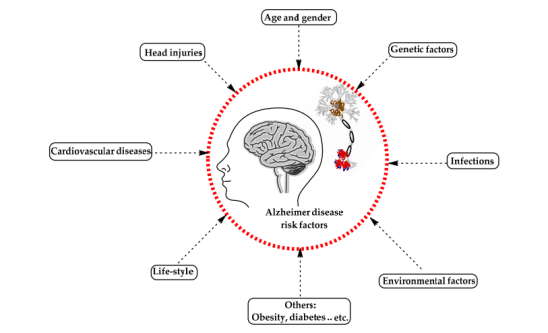 Age and gender
Head injuries
Genetic factors
Cardiovascular diseases
Infections
Alzheimer disease
risk factors
Life-style
Environmental factors
Others:
Obesity, diabetes .. etc.